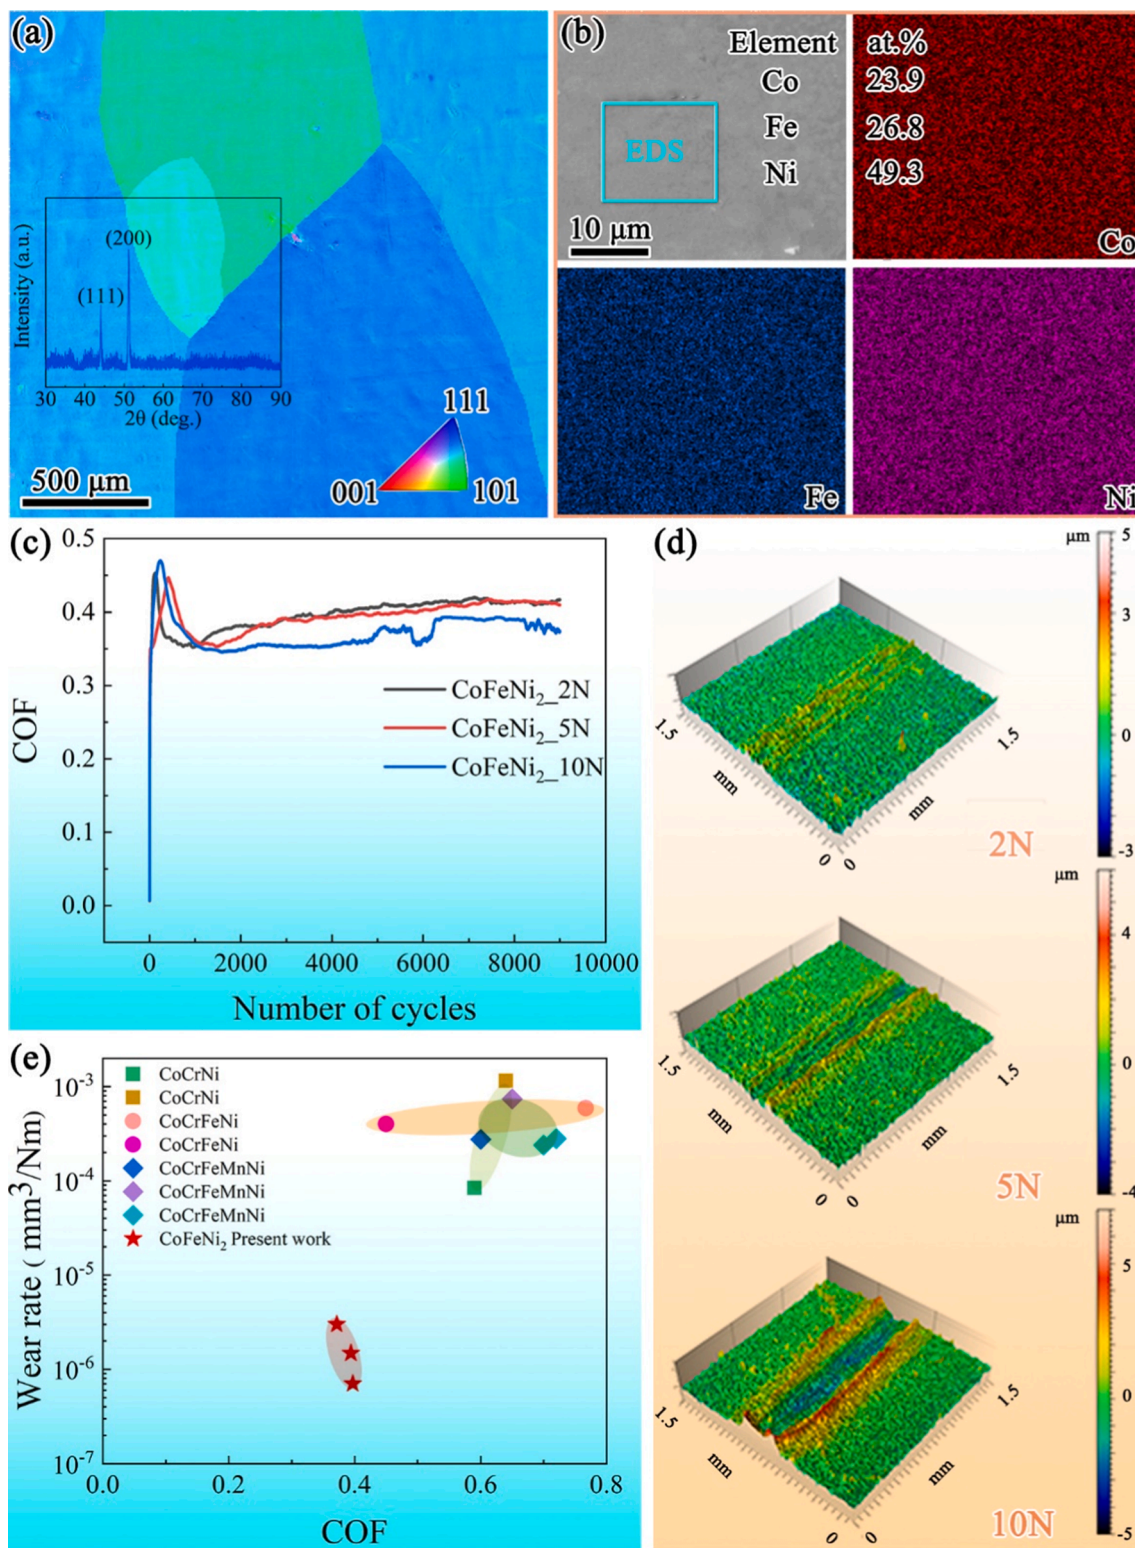 (a)
Intensity (a.u.)
(200)
(111)
30 40 50 60 70 80 90
2θ (deg.)
500 μm
111
001
101
(b)
Element at.%
Co 23.9
Fe 26.8
Ni 49.3
EDS
10 μm
Co
Fe
Ni
(c)
COF
0.5
0.4
0.3
0.2
0.1
0.0
CoFeNi₂_2N
CoFeNi₂_5N
CoFeNi₂_10N
0 2000 4000 6000 8000 10000
Number of cycles
(d)
μm
5
3
0
-3
1.5
mm
0
0
mm
1.5
2N
μm
4
0
-4
1.5
mm
0
0
mm
1.5
5N
μm
5
0
-5
1.5
mm
0
0
mm
1.5
10N
(e)
Wear rate ( mm³/Nm)
10⁻³
10⁻⁴
10⁻⁵
10⁻⁶
10⁻⁷
CoCrNi
CoCrNi
CoCrFeNi
CoCrFeNi
CoCrFeMnNi
CoCrFeMnNi
CoCrFeMnNi
CoFeNi₂ Present work
0.0 0.2 0.4 0.6 0.8
COF